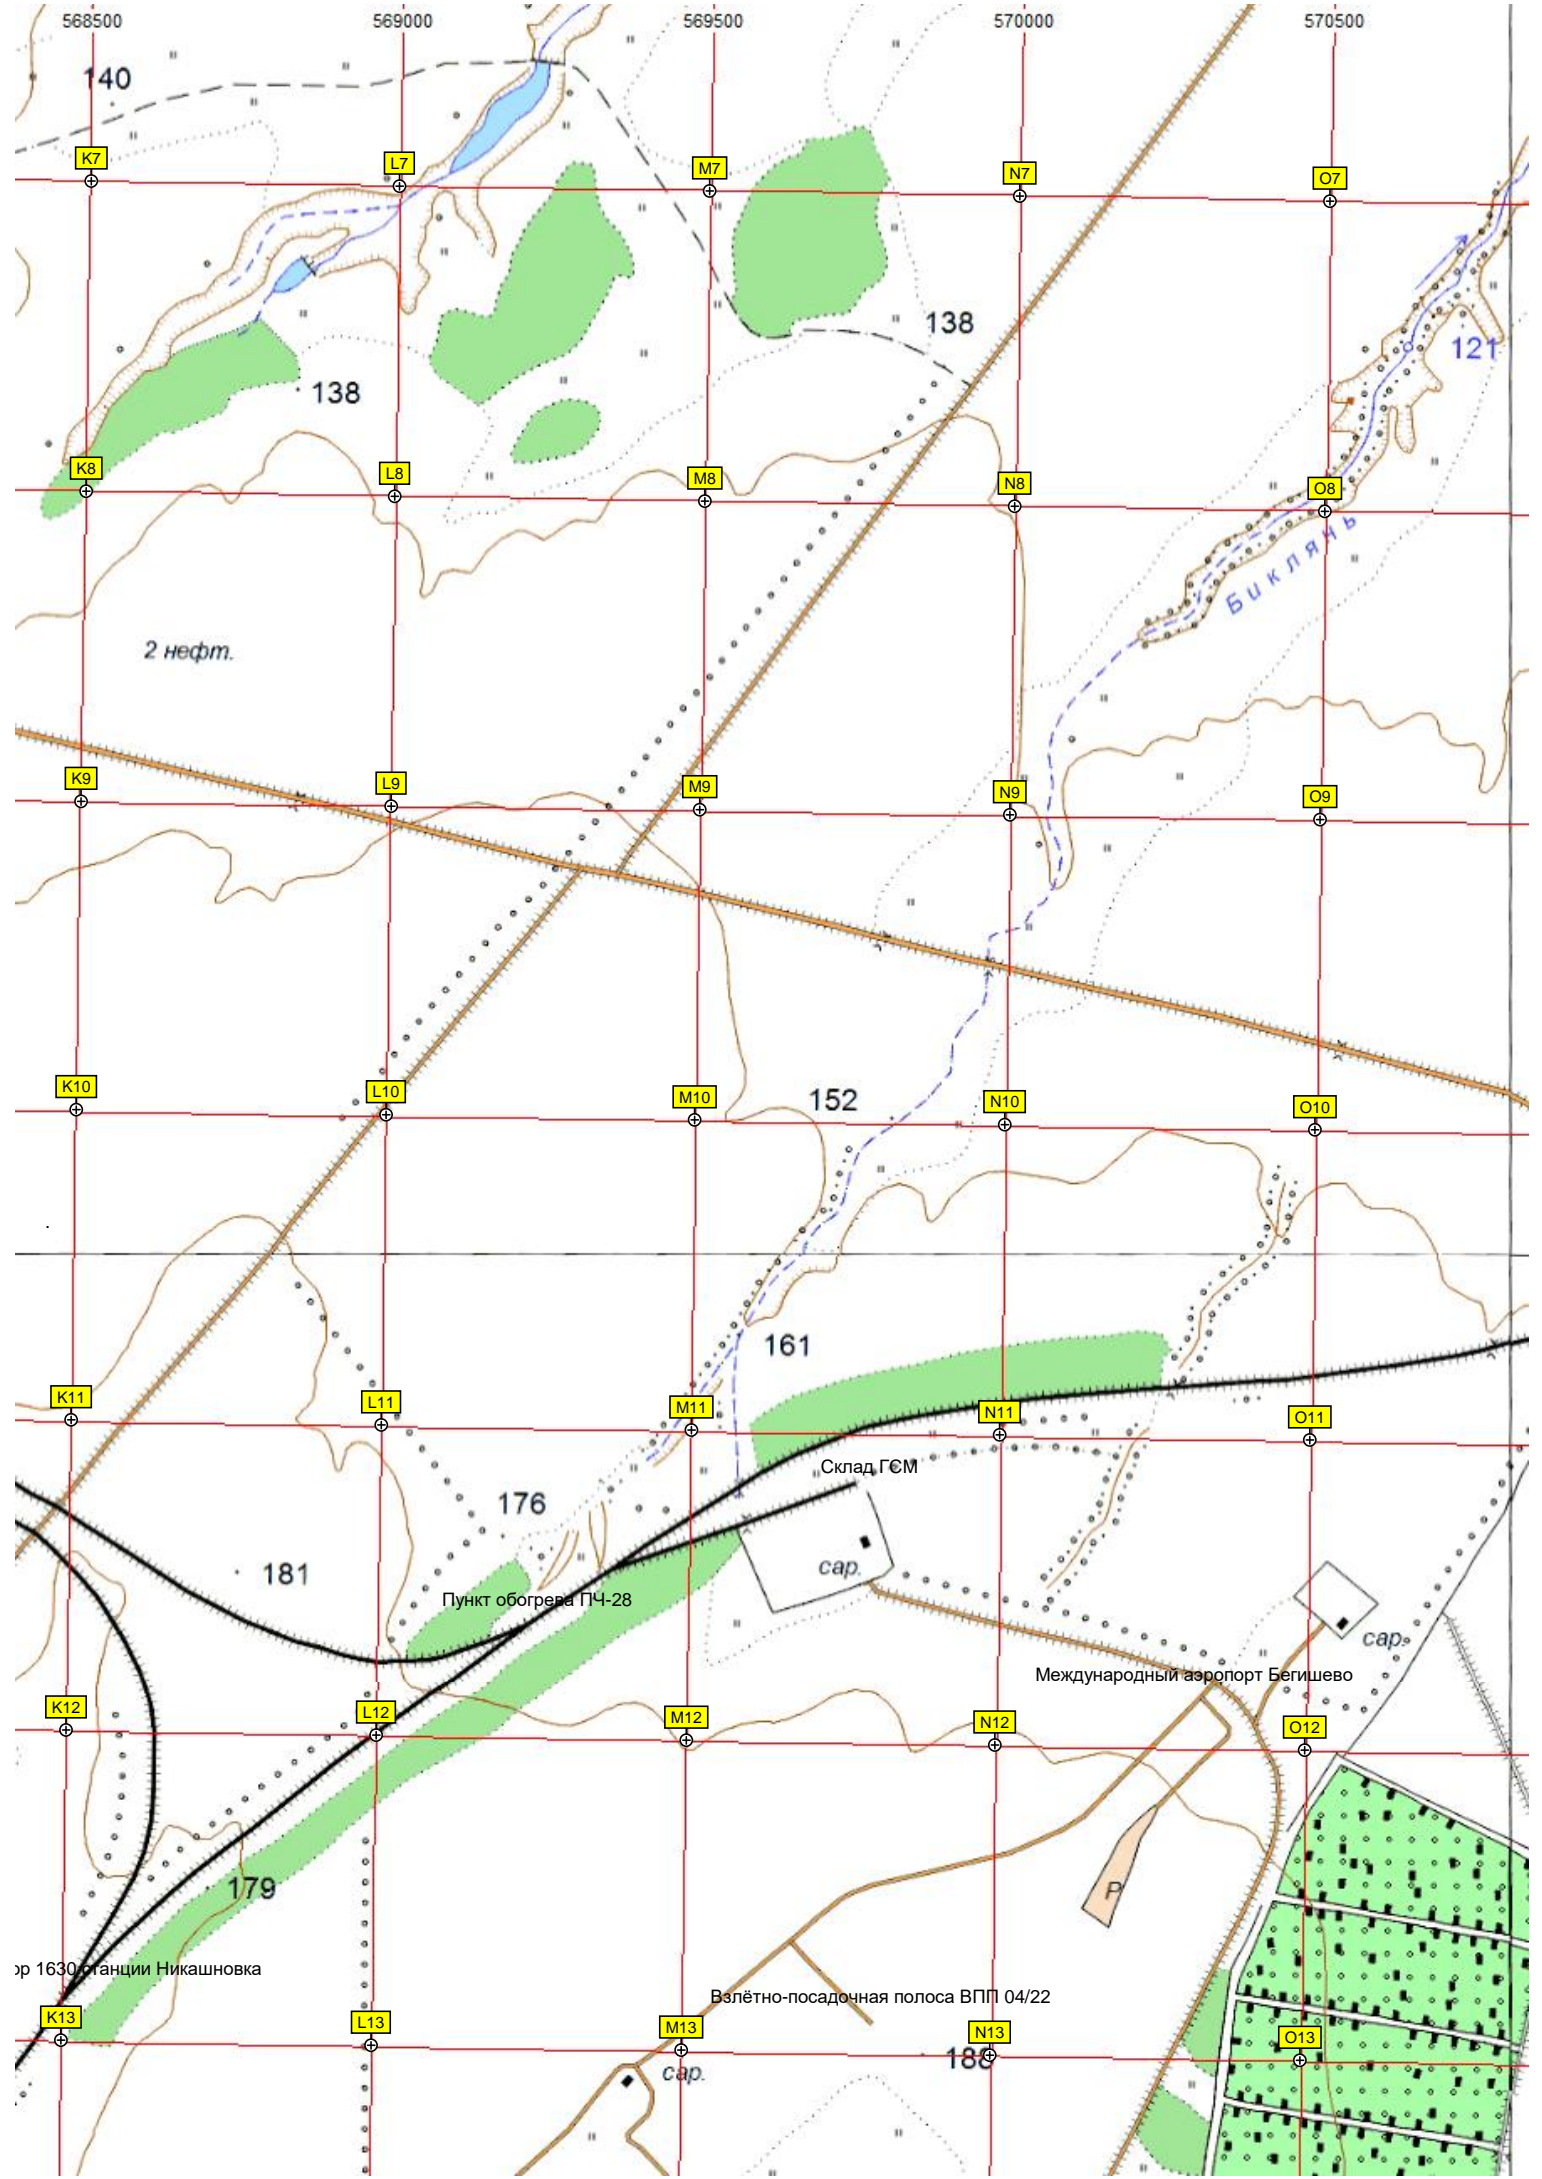 568500 569000 569500 570000 570500
140
K7 L7 M7 N7 O7
138
121
138
K8 L8 M8 N8 O8
Биклянь
2 нефт.
K9 L9 M9 N9 O9
K10 L10 M10 N10 O10
152
161
K11 L11 M11 N11 O11
Склад ГСМ
176
181
сар.
Пункт обогрева ПЧ-28
сар.
Международный аэропорт Бегишево
K12 L12 M12 N12 O12
179
Р
ор 1630 станции Никашновка
Взлётно-посадочная полоса ВПП 04/22
K13 L13 M13 N13 O13
188
сар.